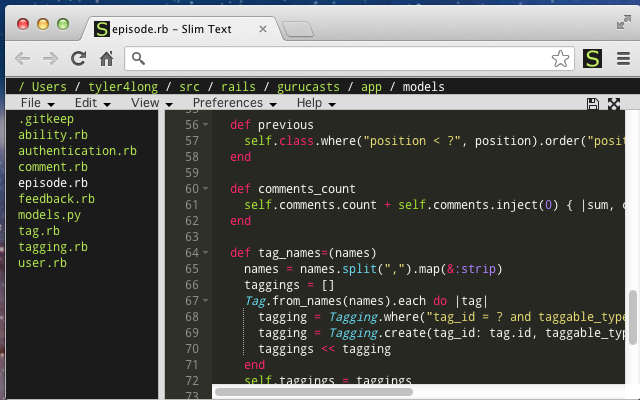 S episode.rb – Slim Text
S
/ Users / tyler4long / src / rails / gurucasts / app / models
File Edit View Preferences Help
.gitkeep
ability.rb
authentication.rb
comment.rb
episode.rb
feedback.rb
models.py
tag.rb
tagging.rb
user.rb
56 def previous
57 self.class.where("position < ?", position).order("posit
58 end
59
60 def comments_count
61 self.comments.count + self.comments.inject(0) { |sum,
62 end
63
64 def tag_names=(names)
65 names = names.split(",").map(&:strip)
66 taggings = []
67 Tag.from_names(names).each do |tag|
68 tagging = Tagging.where("tag_id = ? and taggable_type
69 tagging = Tagging.create(tag_id: tag.id, taggable_typ
70 taggings << tagging
71 end
72 self.taggings = taggings
73